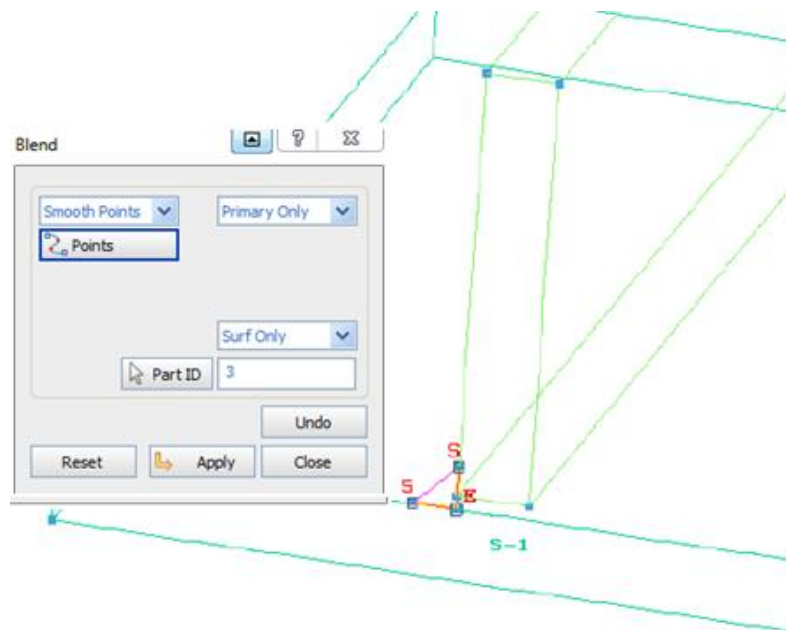 Blend
Smooth Points Primary Only
Points
Surf Only
Part ID 3
Undo
Reset Apply Close
S
S E
S-1